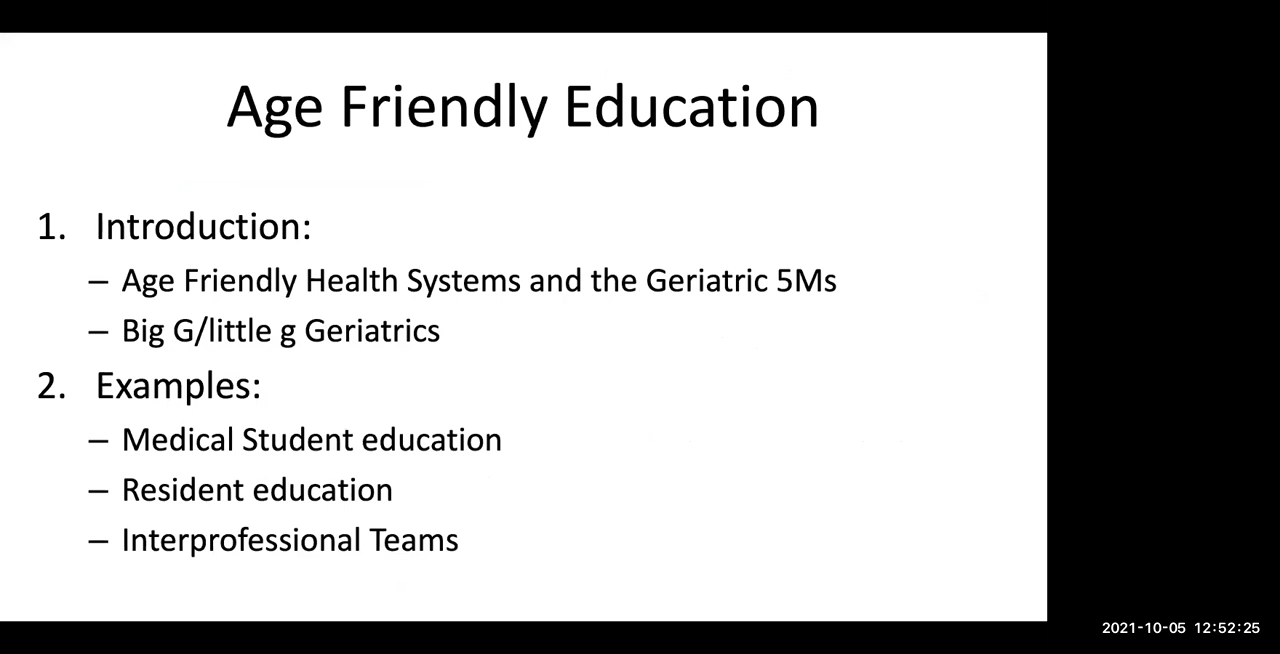 Age Friendly Education
1. Introduction:
– Age Friendly Health Systems and the Geriatric 5Ms
– Big G/little g Geriatrics
2. Examples:
– Medical Student education
– Resident education
– Interprofessional Teams
2021-10-05 12:52:25